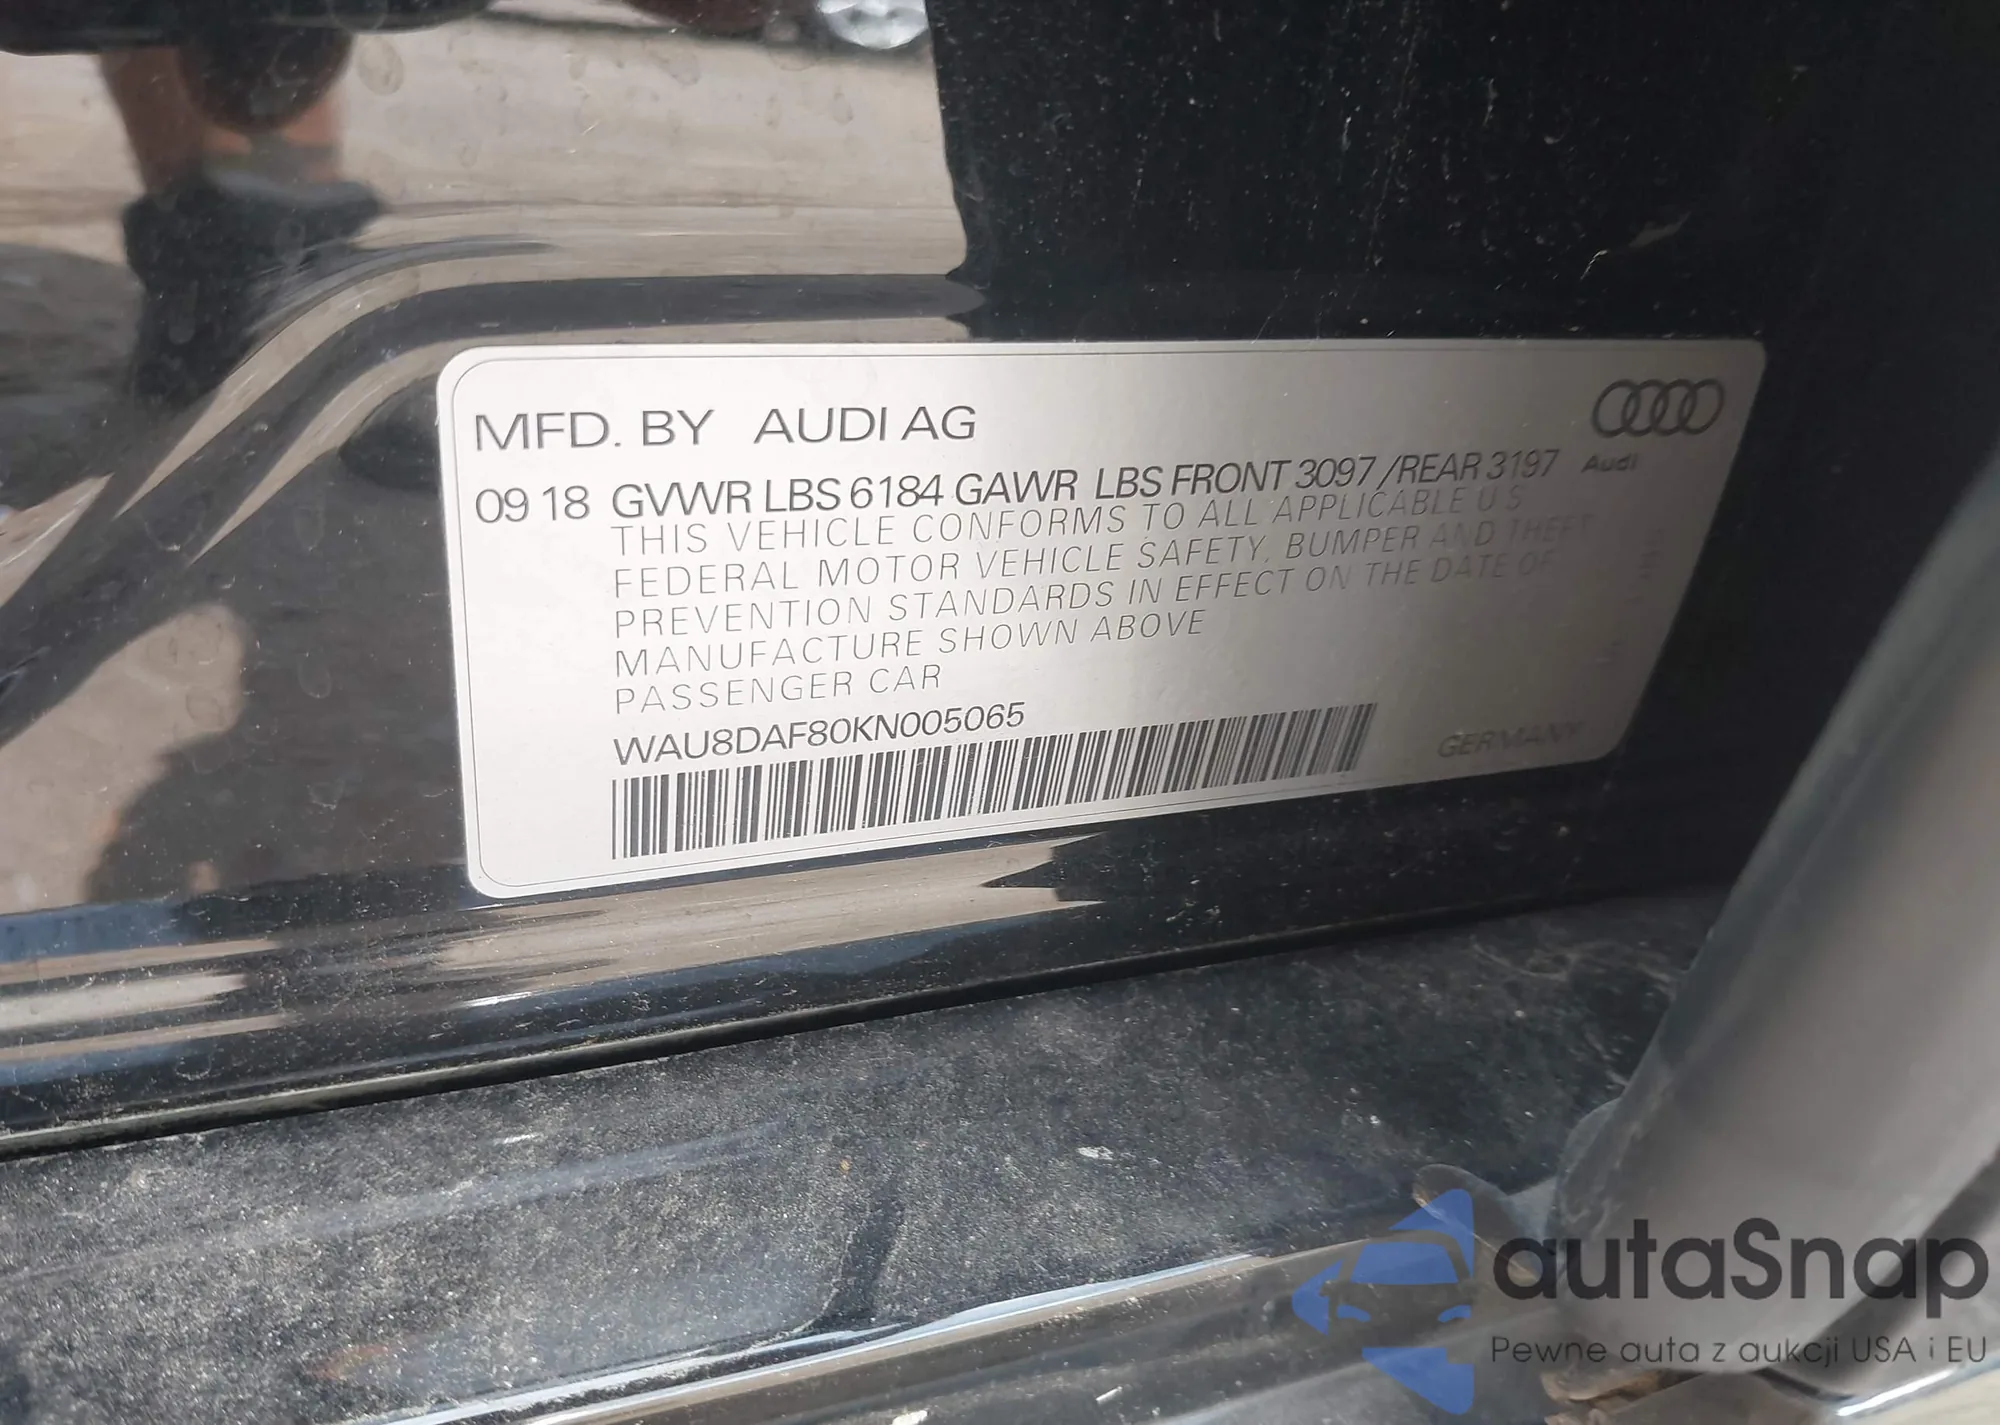 MFD. BY AUDI AG
09 18 GVWR LBS 6184 GAWR LBS FRONT 3097 /REAR 3197
Audi
THIS VEHICLE CONFORMS TO ALL APPLICABLE U S
FEDERAL MOTOR VEHICLE SAFETY, BUMPER AND THEFT
PREVENTION STANDARDS IN EFFECT ON THE DATE OF
MANUFACTURE SHOWN ABOVE
PASSENGER CAR
WAU8DAF80KN005065
GERMANY
autaSnap
Pewne auta z aukcji USA i EU